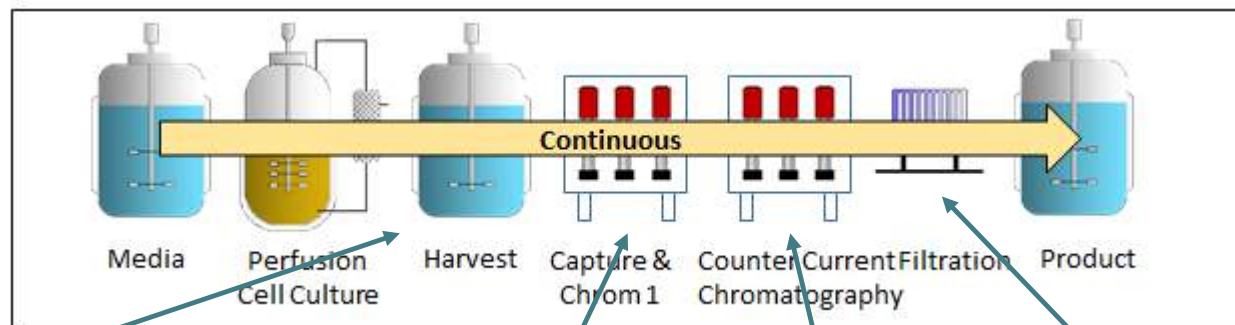 Continuous
Media
Perfusion
Cell Culture
Harvest
Capture &
Chrom 1
Counter Current
Chromatography
Filtration
Product